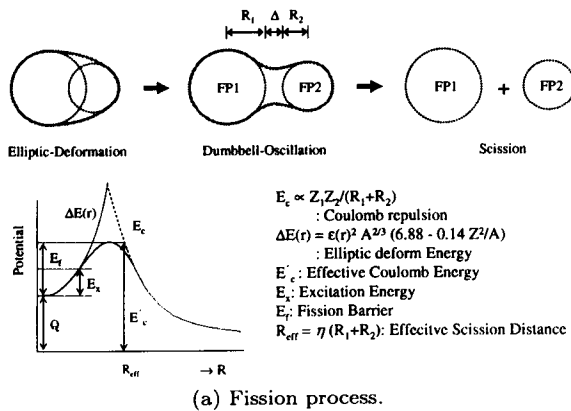 R₁ Δ R₂
FP1 FP2 FP1 + FP2
Elliptic-Deformation Dumbbell-Oscillation Scission
E_c ∝ Z₁Z₂/(R₁+R₂)
: Coulomb repulsion
ΔE(r) = ε(r)² A^{2/3} (6.88 - 0.14 Z²/A)
: Elliptic deform Energy
E'_c : Effective Coulomb Energy
E_x: Excitation Energy
E_f: Fission Barrier
R_eff = η (R₁+R₂): Effecitve Scission Distance
Potential
ΔE(r)
E_c
E_f
E_x
Q
E'_c
R_eff → R
(a) Fission process.